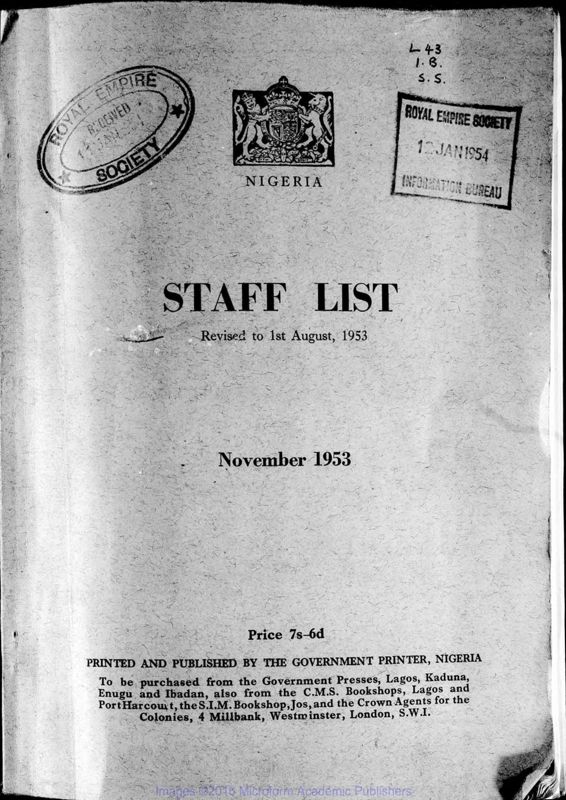 L 43
I. B.
S. S.
ROYAL EMPIRE
RECEIVED
SOCIETY
ROYAL EMPIRE SOCIETY
JAN 1954
INFORMATION BUREAU
NIGERIA
STAFF LIST
Revised to 1st August, 1953
November 1953
Price 7s-6d
PRINTED AND PUBLISHED BY THE GOVERNMENT PRINTER, NIGERIA
To be purchased from the Government Presses, Lagos, Kaduna,
Enugu and Ibadan, also from the C.M.S. Bookshops, Lagos and
Port Harcourt, the S.I.M. Bookshop, Jos, and the Crown Agents for the
Colonies, 4 Millbank, Westminster, London, S.W.I.
Images ©2015 Microform Academic Publishers